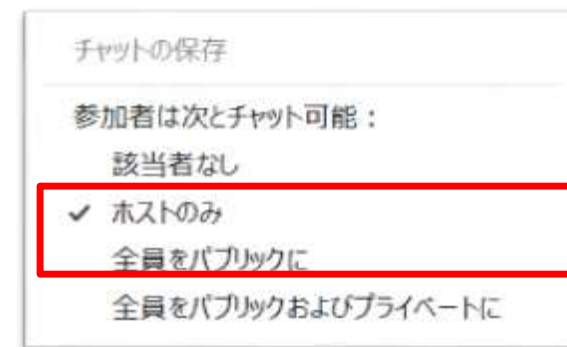 チャットの保存
参加者は次とチャット可能：
該当者なし
✓ ホストのみ
全員をパブリックに
全員をパブリックおよびプライベートに